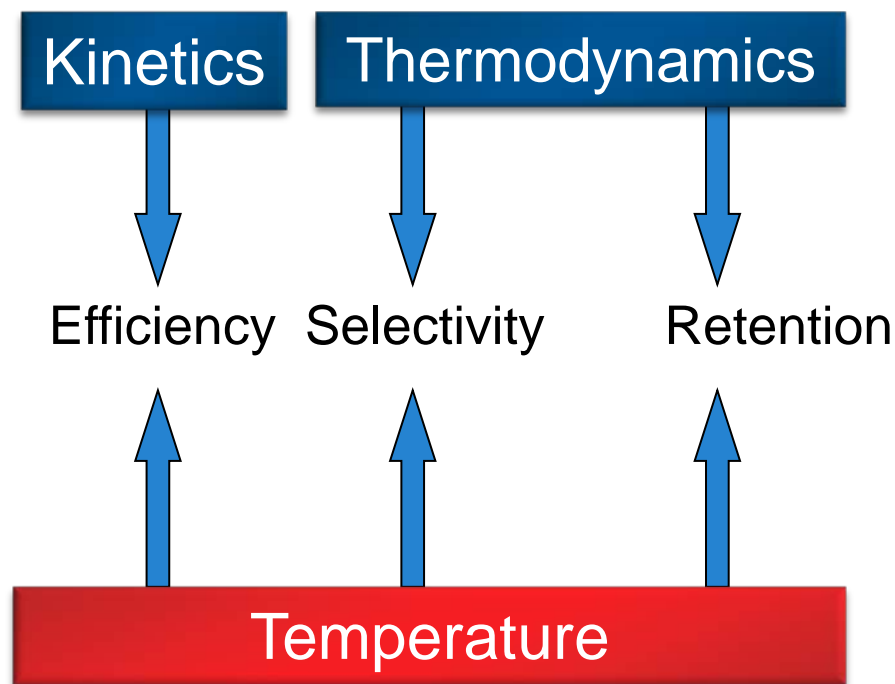 Kinetics Thermodynamics
Efficiency Selectivity Retention
Temperature